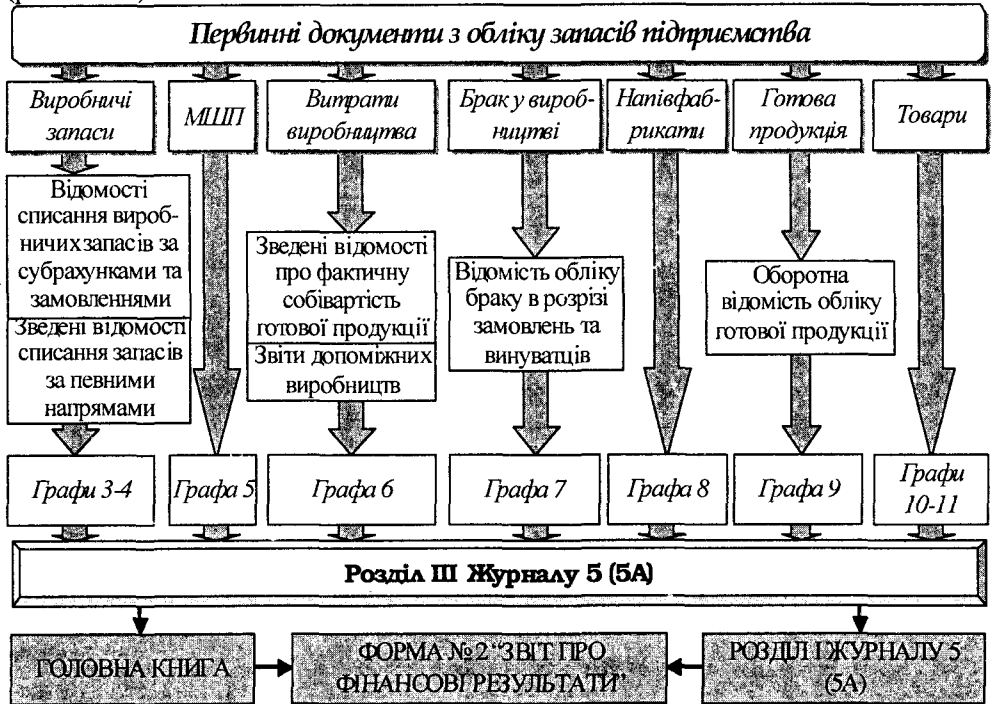 Первинні документи з обліку запасів підприємства
Виробничі
запаси
МШП
Витрати
виробництва
Брак у вироб-
ництві
Напівфаб-
рикати
Готова
продукція
Товари
Відомості
списання вироб-
ничих запасів за
субрахунками та
замовленнями
Зведені відомості
списання запасів
за певними
напрямами
Зведені відомості
про фактичну
собівартість
готової продукції
Звіти допоміжних
виробництв
Відомість обліку
браку в розрізі
замовлень та
винуватців
Оборотна
відомість обліку
готової продукції
Графи 3-4
Графа 5
Графа 6
Графа 7
Графа 8
Графа 9
Графи
10-11
Розділ III Журналу 5 (5А)
ГОЛОВНА КНИГА
ФОРМА № 2 “ЗВІТ ПРО
ФІНАНСОВІ РЕЗУЛЬТАТИ”
РОЗДІЛ І ЖУРНАЛУ 5
(5А)